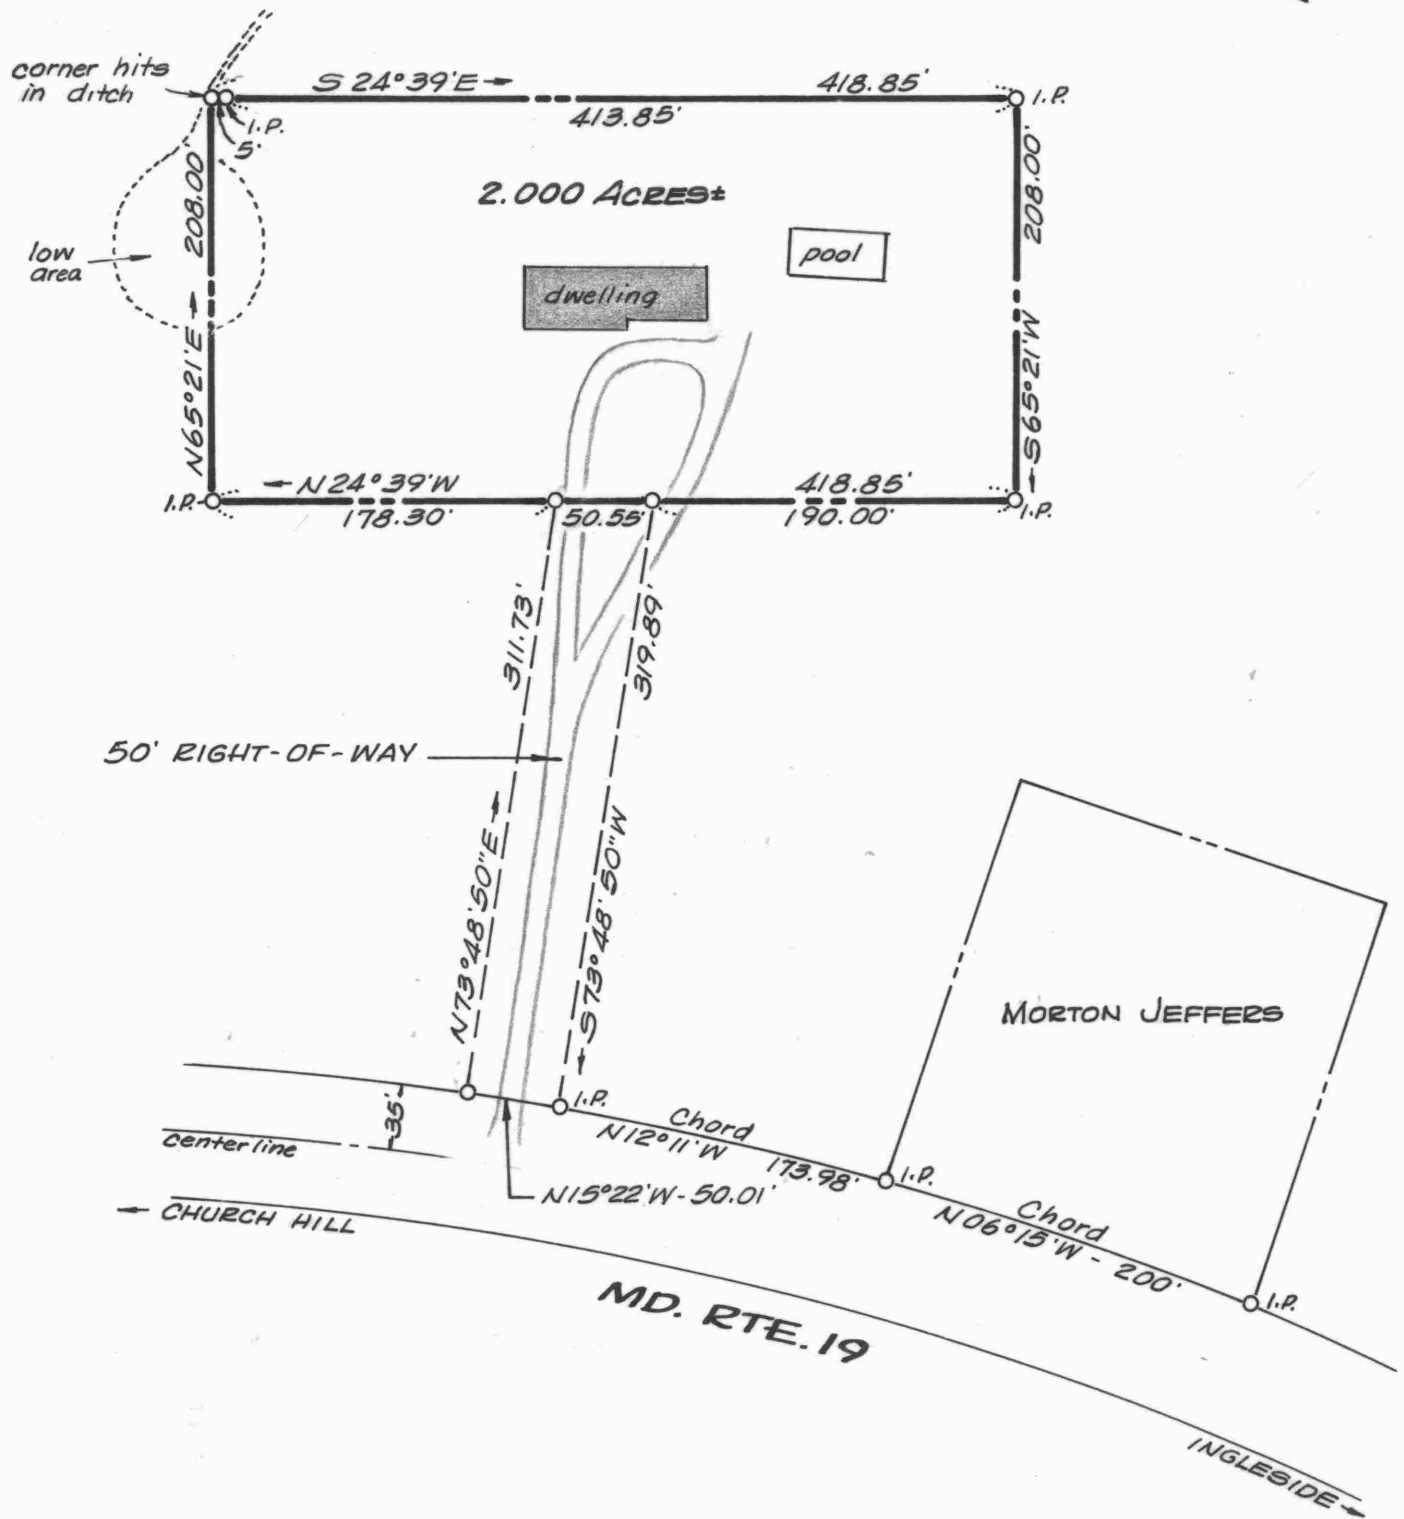 corner hits
in ditch
S 24°39'E
418.85'
I.P.
I.P.
413.85'
5'
208.00
208.00'
2.000 ACRES±
low
area
pool
dwelling
N65°21'E
S65°21'W
N24°39'W
418.85'
I.P.
178.30'
50.55'
190.00'
I.P.
311.73'
319.89'
50' RIGHT-OF-WAY
N73°48'50"E
S73°48'50"W
MORTON JEFFERS
35'
I.P.
Chord
N12°11'W
173.98'
I.P.
centerline
N15°22'W-50.01'
Chord
N06°15'W - 200'
I.P.
CHURCH HILL
MD. RTE. 19
INGLESIDE